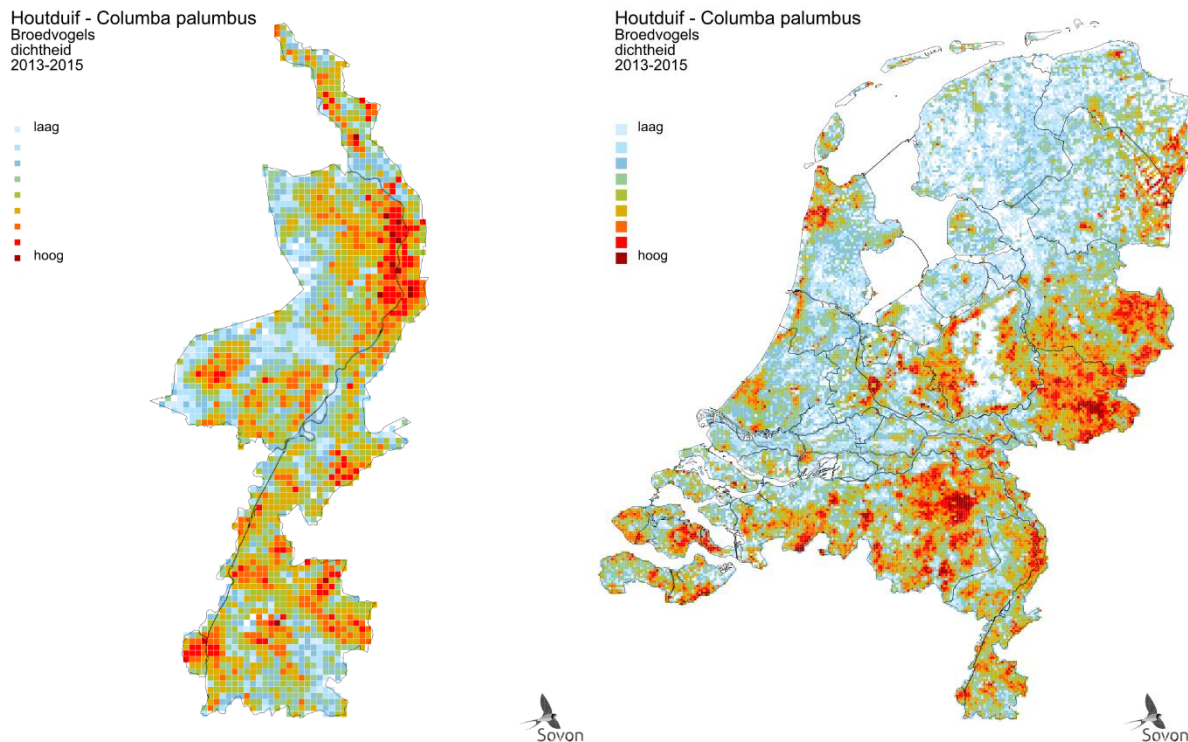 Houtduif - Columba palumbus
Broedvogels
dichtheid
2013-2015
laag
hoog
Sovon
Houtduif - Columba palumbus
Broedvogels
dichtheid
2013-2015
laag
hoog
Sovon